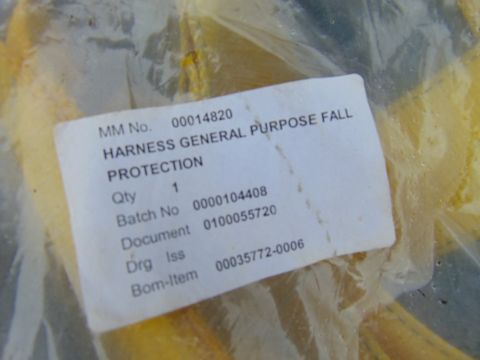 MM No. 00014820
HARNESS GENERAL PURPOSE FALL
PROTECTION
Qty 1
Batch No 0000104408
Document 0100055720
Drg Iss
Bom-Item 00035772-0006